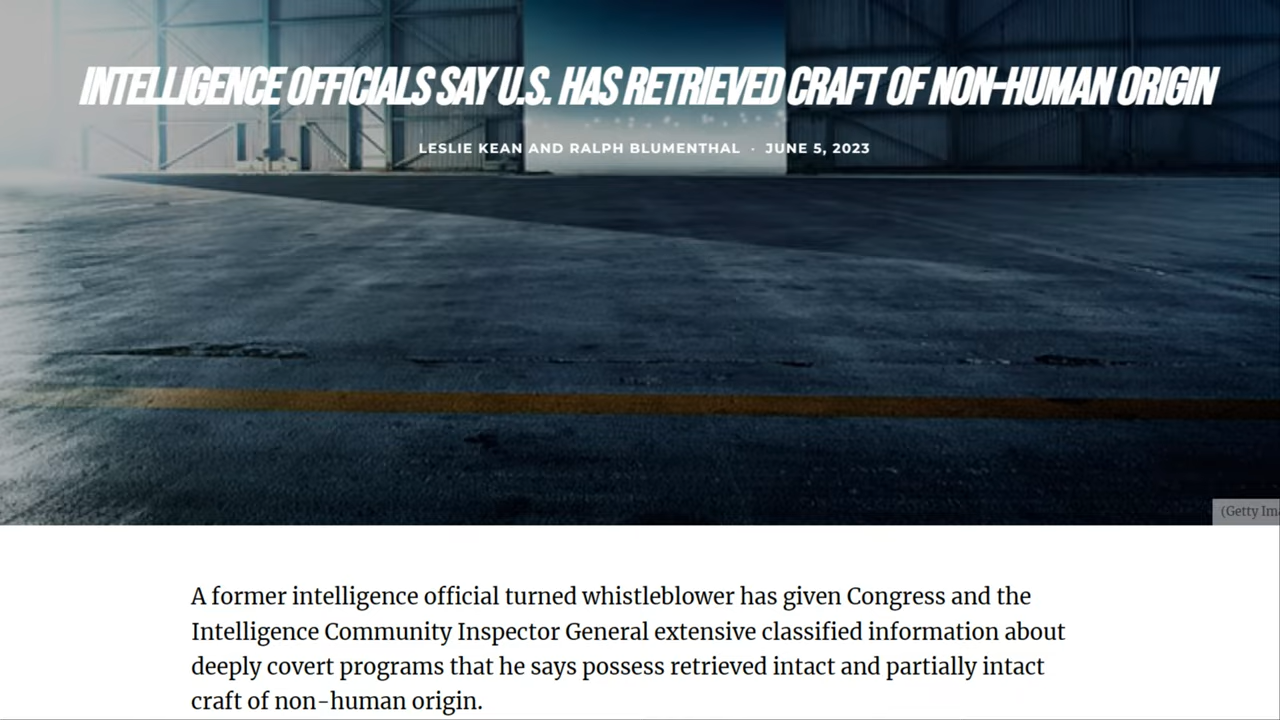 INTELLIGENCE OFFICIALS SAY U.S. HAS RETRIEVED CRAFT OF NON-HUMAN ORIGIN
LESLIE KEAN AND RALPH BLUMENTHAL · JUNE 5, 2023
(Getty Im
A former intelligence official turned whistleblower has given Congress and the
Intelligence Community Inspector General extensive classified information about
deeply covert programs that he says possess retrieved intact and partially intact
craft of non-human origin.